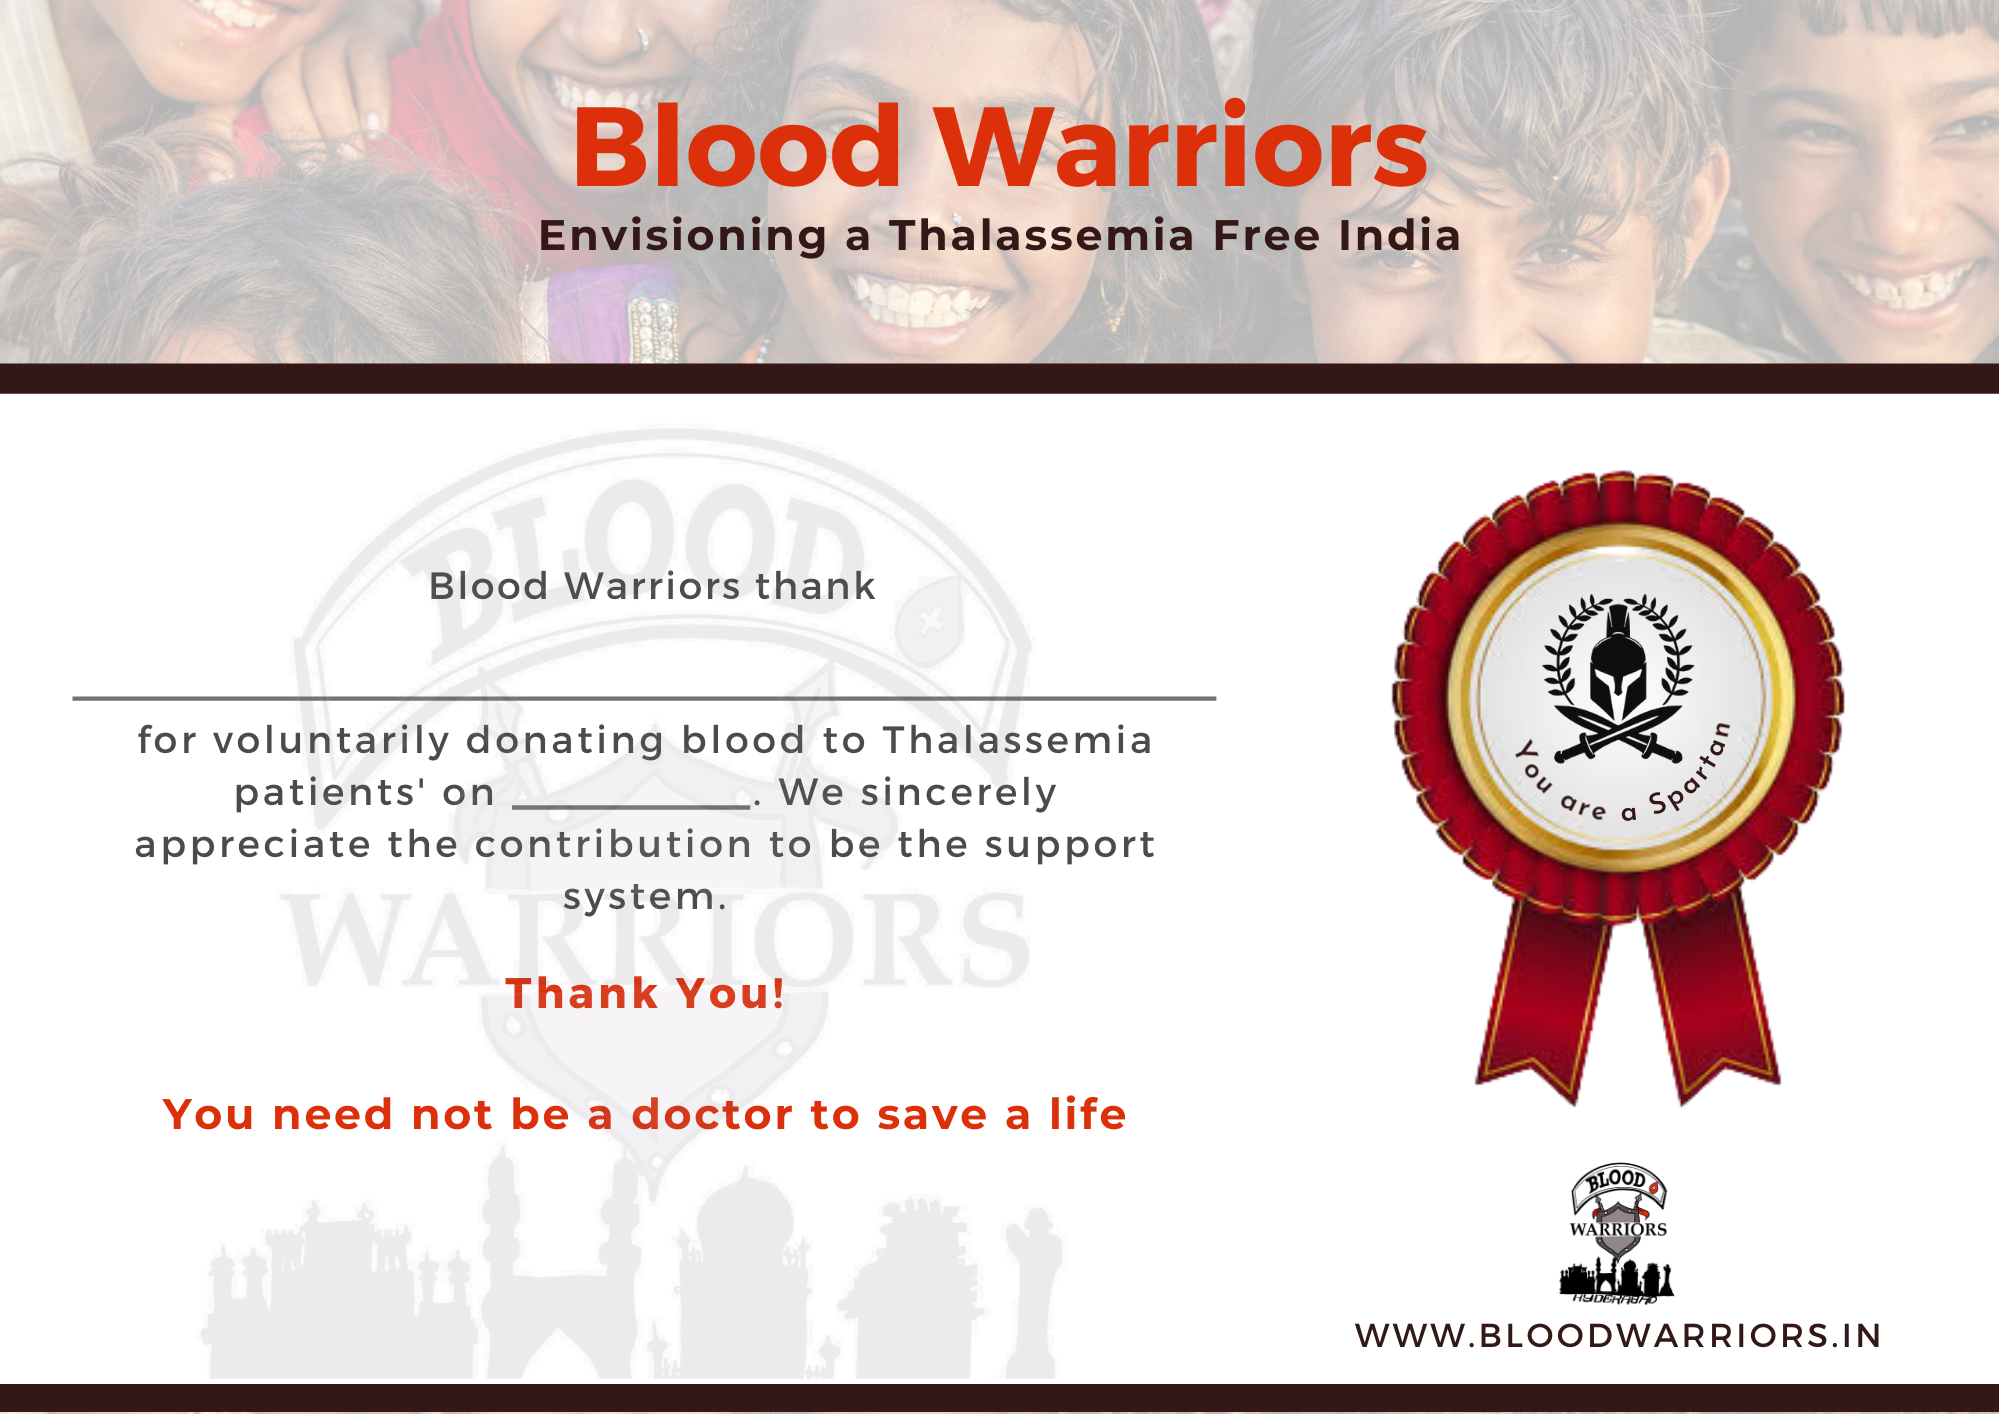 Blood Warriors
Envisioning a Thalassemia Free India
BLOOD
WARRIORS
Blood Warriors thank
for voluntarily donating blood to Thalassemia
patients' on ___________. We sincerely
appreciate the contribution to be the support
system.
Thank You!
You need not be a doctor to save a life
You are a Spartan
BLOOD
WARRIORS
HYDERABAD
WWW.BLOODWARRIORS.IN